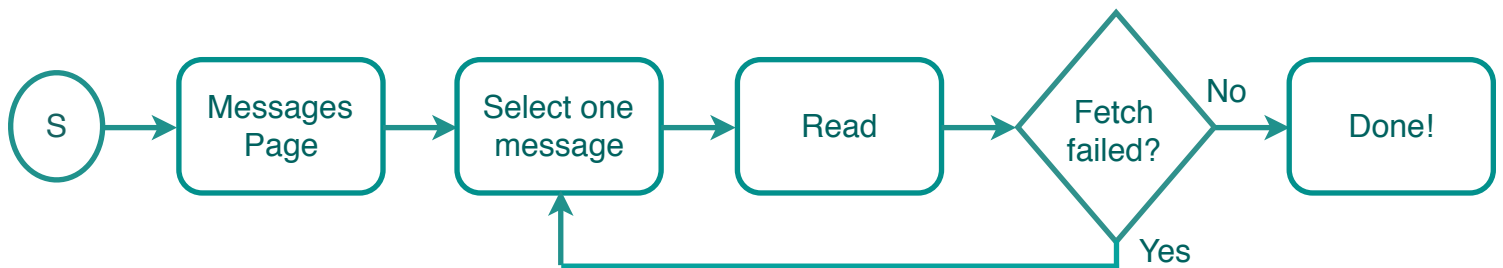 S
Messages
Page
Select one
message
Read
Fetch
failed?
No
Yes
Done!